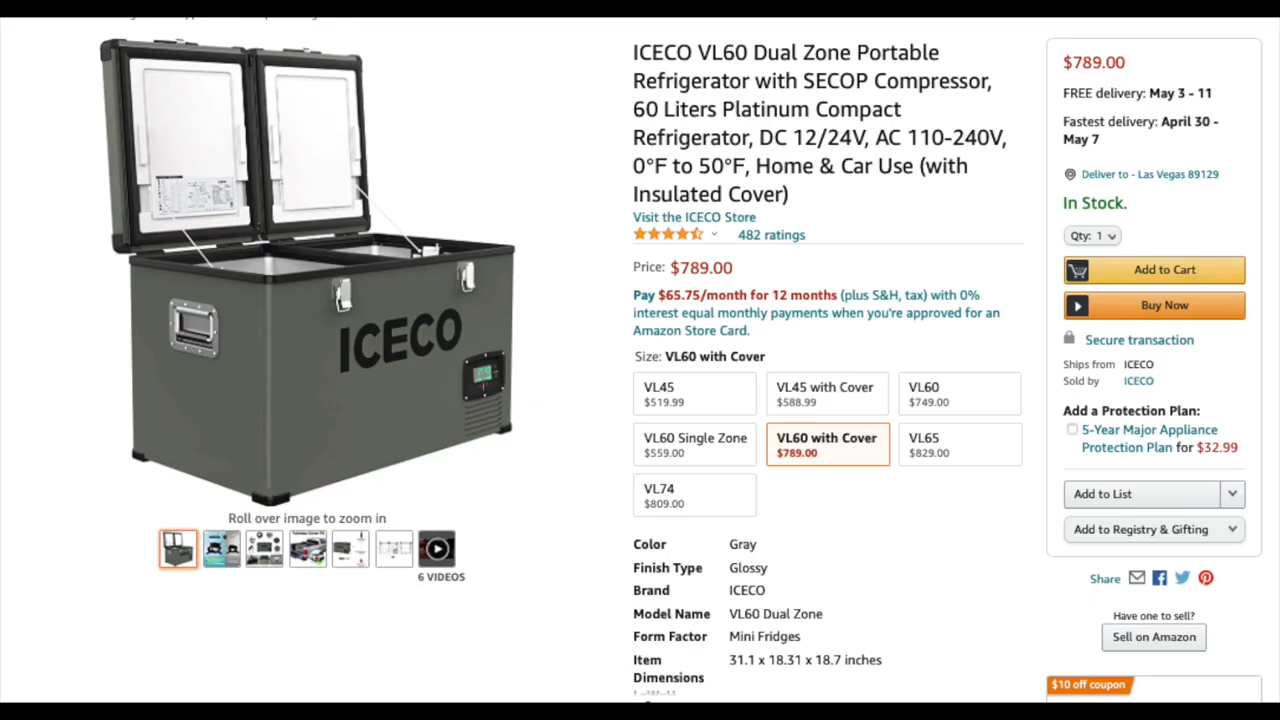 ICECO
Roll over image to zoom in
6 VIDEOS
ICECO VL60 Dual Zone Portable
Refrigerator with SECOP Compressor,
60 Liters Platinum Compact
Refrigerator, DC 12/24V, AC 110-240V,
0°F to 50°F, Home & Car Use (with
Insulated Cover)
Visit the ICECO Store
482 ratings
Price: $789.00
Pay $65.75/month for 12 months (plus S&H, tax) with 0%
interest equal monthly payments when you're approved for an
Amazon Store Card.
Size: VL60 with Cover
VL45
$519.99
VL45 with Cover
$588.99
VL60
$749.00
VL60 Single Zone
$559.00
VL60 with Cover
$789.00
VL65
$829.00
VL74
$809.00
Color Gray
Finish Type Glossy
Brand ICECO
Model Name VL60 Dual Zone
Form Factor Mini Fridges
Item 31.1 x 18.31 x 18.7 inches
Dimensions
$789.00
FREE delivery: May 3 - 11
Fastest delivery: April 30 -
May 7
Deliver to - Las Vegas 89129
In Stock.
Qty: 1
Add to Cart
Buy Now
Secure transaction
Ships from ICECO
Sold by ICECO
Add a Protection Plan:
5-Year Major Appliance
Protection Plan for $32.99
Add to List
Add to Registry & Gifting
Share
Have one to sell?
Sell on Amazon
$10 off coupon